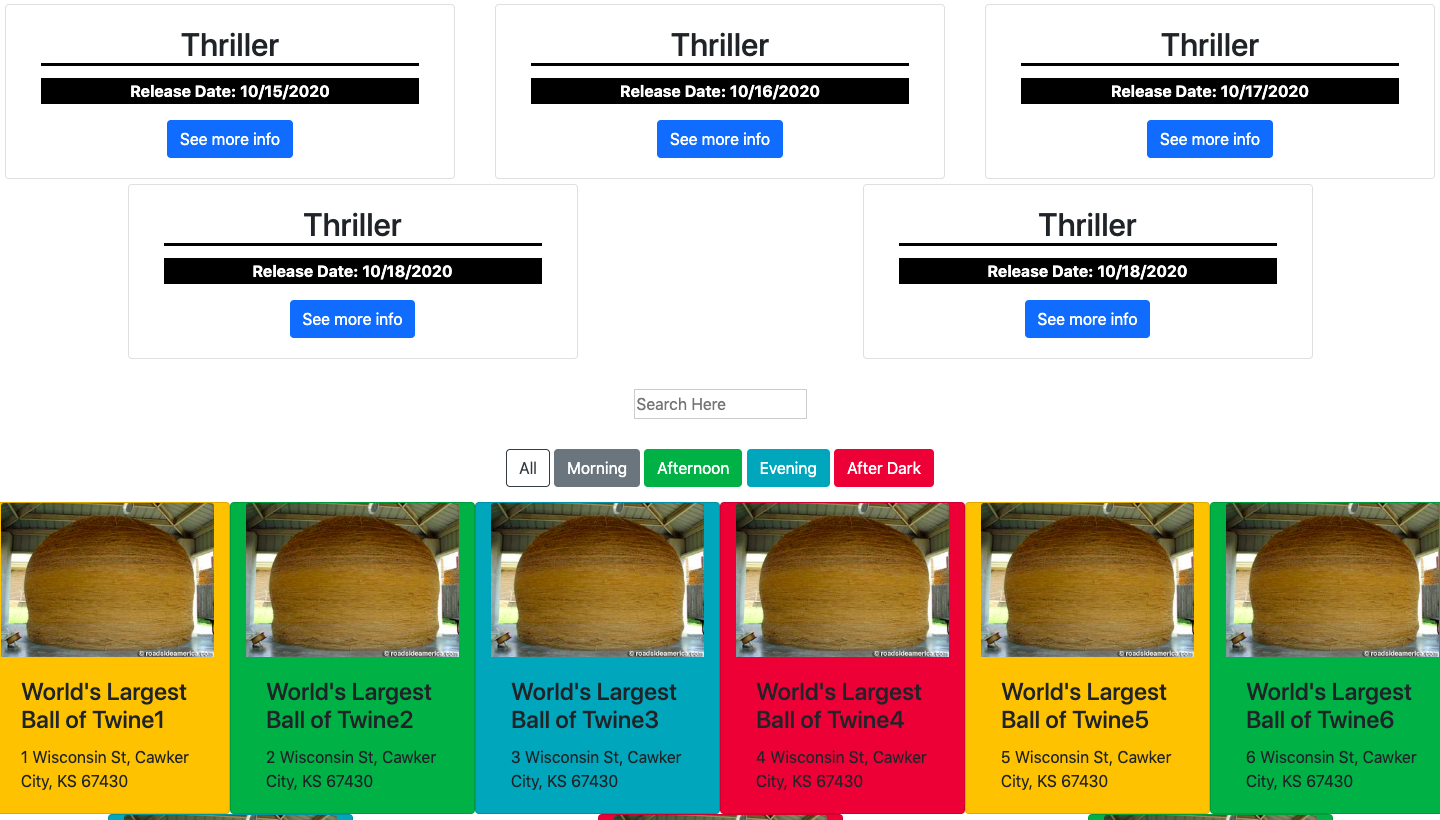 Thriller
Release Date: 10/15/2020
See more info
Thriller
Release Date: 10/16/2020
See more info
Thriller
Release Date: 10/17/2020
See more info
Thriller
Release Date: 10/18/2020
See more info
Thriller
Release Date: 10/18/2020
See more info
Search Here
All
Morning
Afternoon
Evening
After Dark
© roadsideamerica.com
World's Largest
Ball of Twine1
1 Wisconsin St, Cawker
City, KS 67430
© roadsideamerica.com
World's Largest
Ball of Twine2
2 Wisconsin St, Cawker
City, KS 67430
© roadsideamerica.com
World's Largest
Ball of Twine3
3 Wisconsin St, Cawker
City, KS 67430
© roadsideamerica.com
World's Largest
Ball of Twine4
4 Wisconsin St, Cawker
City, KS 67430
© roadsideamerica.com
World's Largest
Ball of Twine5
5 Wisconsin St, Cawker
City, KS 67430
© roadsideamerica.com
World's Largest
Ball of Twine6
6 Wisconsin St, Cawker
City, KS 67430